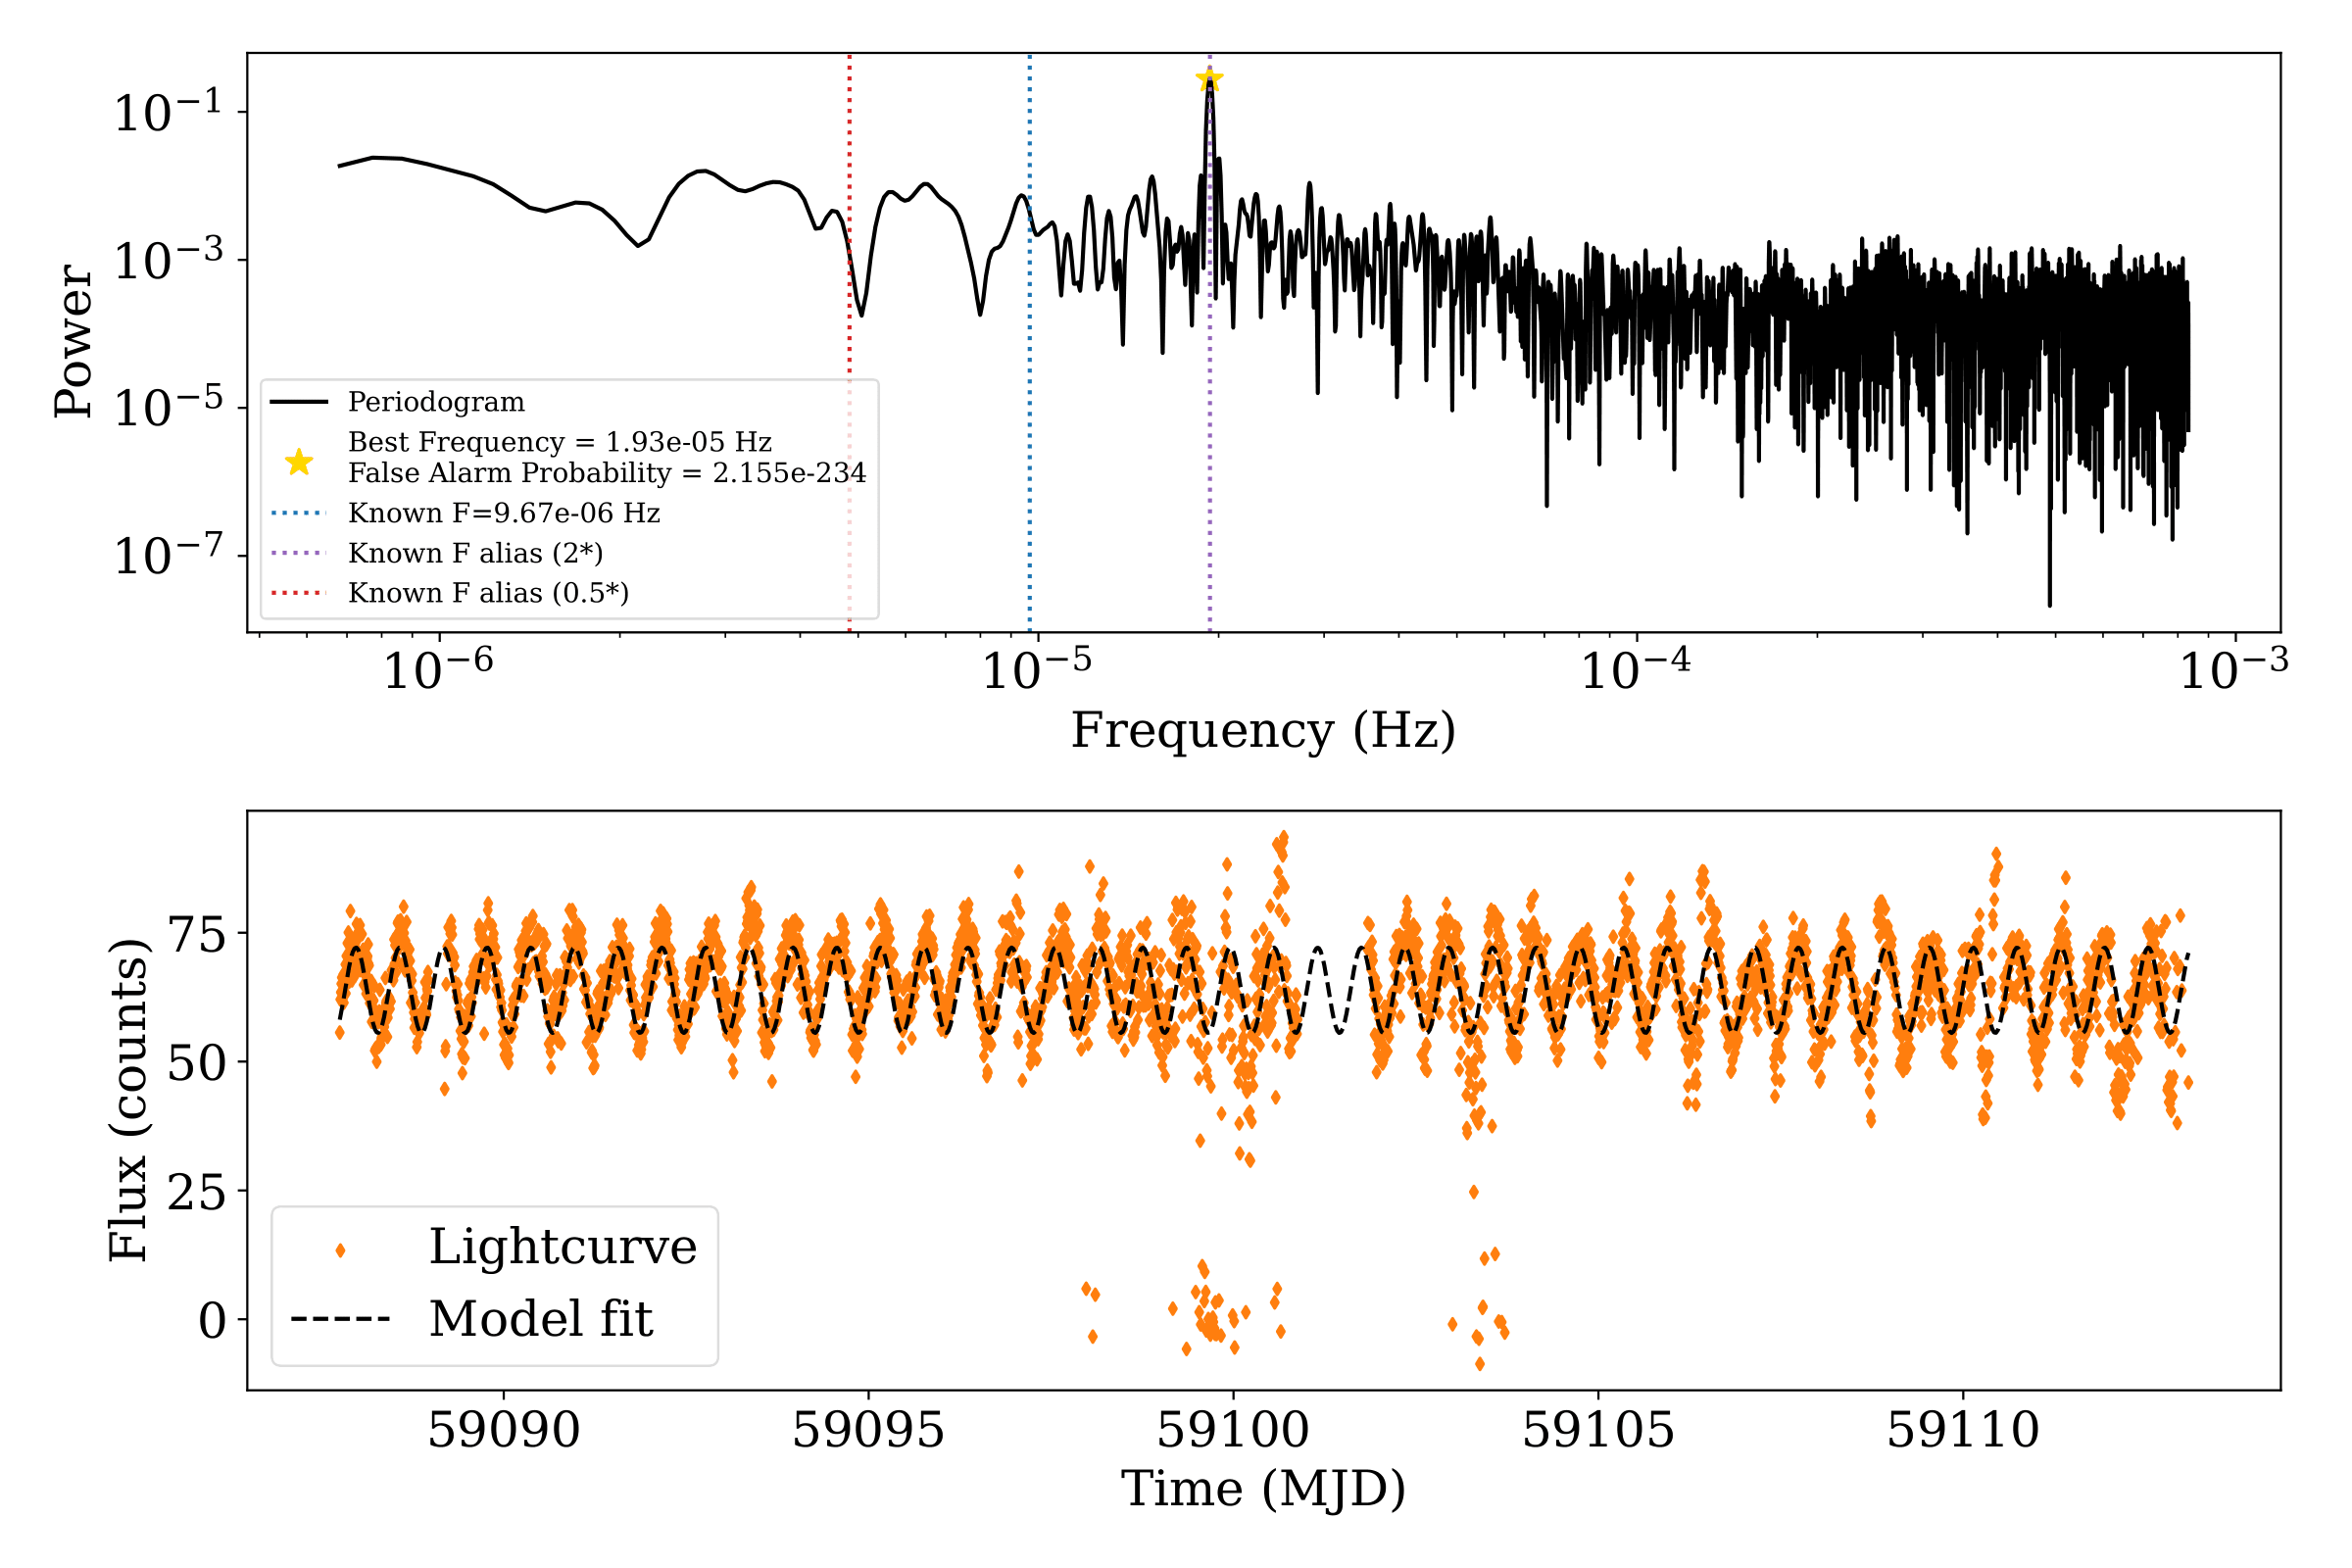 10⁻¹
10⁻³
10⁻⁵
10⁻⁷
Power
Periodogram
Best Frequency = 1.93e-05 Hz
False Alarm Probability = 2.155e-234
Known F=9.67e-06 Hz
Known F alias (2*)
Known F alias (0.5*)
10⁻⁶ 10⁻⁵ 10⁻⁴ 10⁻³
Frequency (Hz)
75
50
25
0
Flux (counts)
Lightcurve
Model fit
59090 59095 59100 59105 59110
Time (MJD)